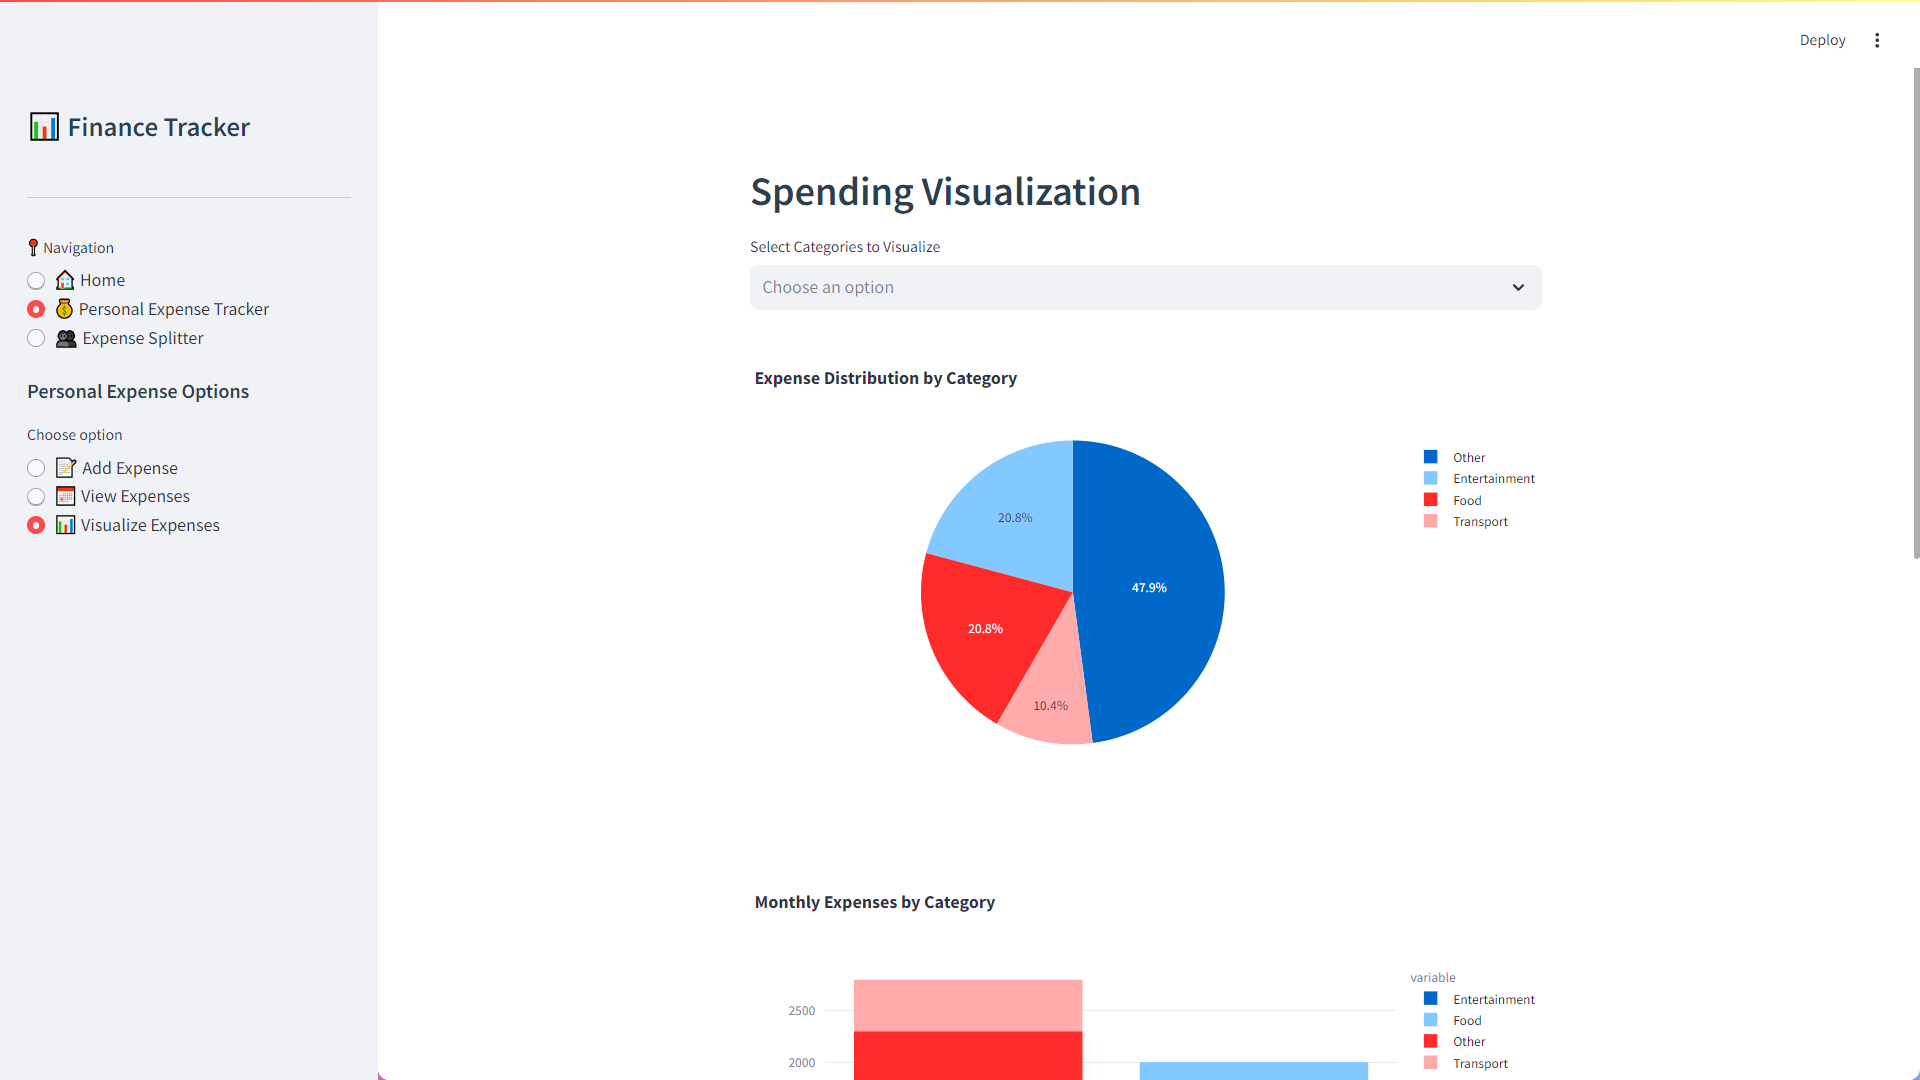 Deploy
Finance Tracker
Navigation
Home
Personal Expense Tracker
Expense Splitter
Personal Expense Options
Choose option
Add Expense
View Expenses
Visualize Expenses
Spending Visualization
Select Categories to Visualize
Choose an option
Expense Distribution by Category
20.8%
47.9%
20.8%
10.4%
Other
Entertainment
Food
Transport
Monthly Expenses by Category
2500
2000
variable
Entertainment
Food
Other
Transport